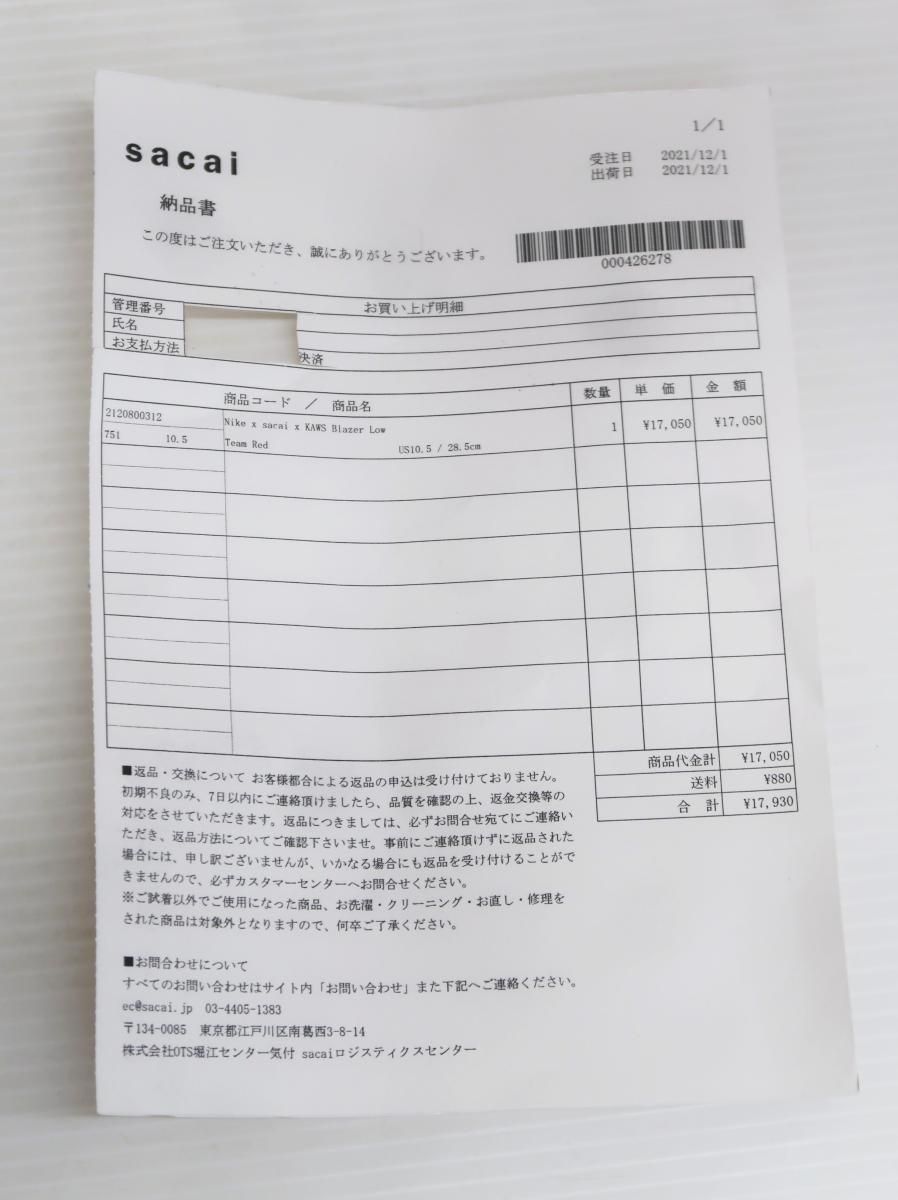 1/1
sacai
受注日 2021/12/1
出荷日 2021/12/1
納品書
この度はご注文いただき、誠にありがとうございます。
000426278
お買い上げ明細
管理番号
氏名
お支払方法 決済
商品コード / 商品名 数量 単価 金額
2120800312 Nike x sacai x KAWS Blazer Low 1 ¥17,050 ¥17,050
751 10.5 Team Red US10.5 / 28.5cm
商品代金計 ¥17,050
送料 ¥880
合計 ¥17,930
■返品・交換について お客様都合による返品の申込は受け付けておりません。
初期不良のみ、7日以内にご連絡頂けましたら、品質を確認の上、返金交換等の
対応をさせていただきます。返品につきましては、必ずお問合せ宛てにご連絡い
ただき、返品方法についてご確認下さいませ。事前にご連絡頂けずに返品された
場合には、申し訳ございませんが、いかなる場合にも返品を受け付けることがで
きませんので、必ずカスタマーセンターへお問合せください。
※ご試着以外でご使用になった商品、お洗濯・クリーニング・お直し・修理を
された商品は対象外となりますので、何卒ご了承ください。
■お問合わせについて
すべてのお問い合わせはサイト内「お問い合わせ」また下記へご連絡ください。
ec@sacai.jp 03-4405-1383
〒134-0085 東京都江戸川区南葛西3-8-14
株式会社OTS堀江センター気付 sacaiロジスティクスセンター